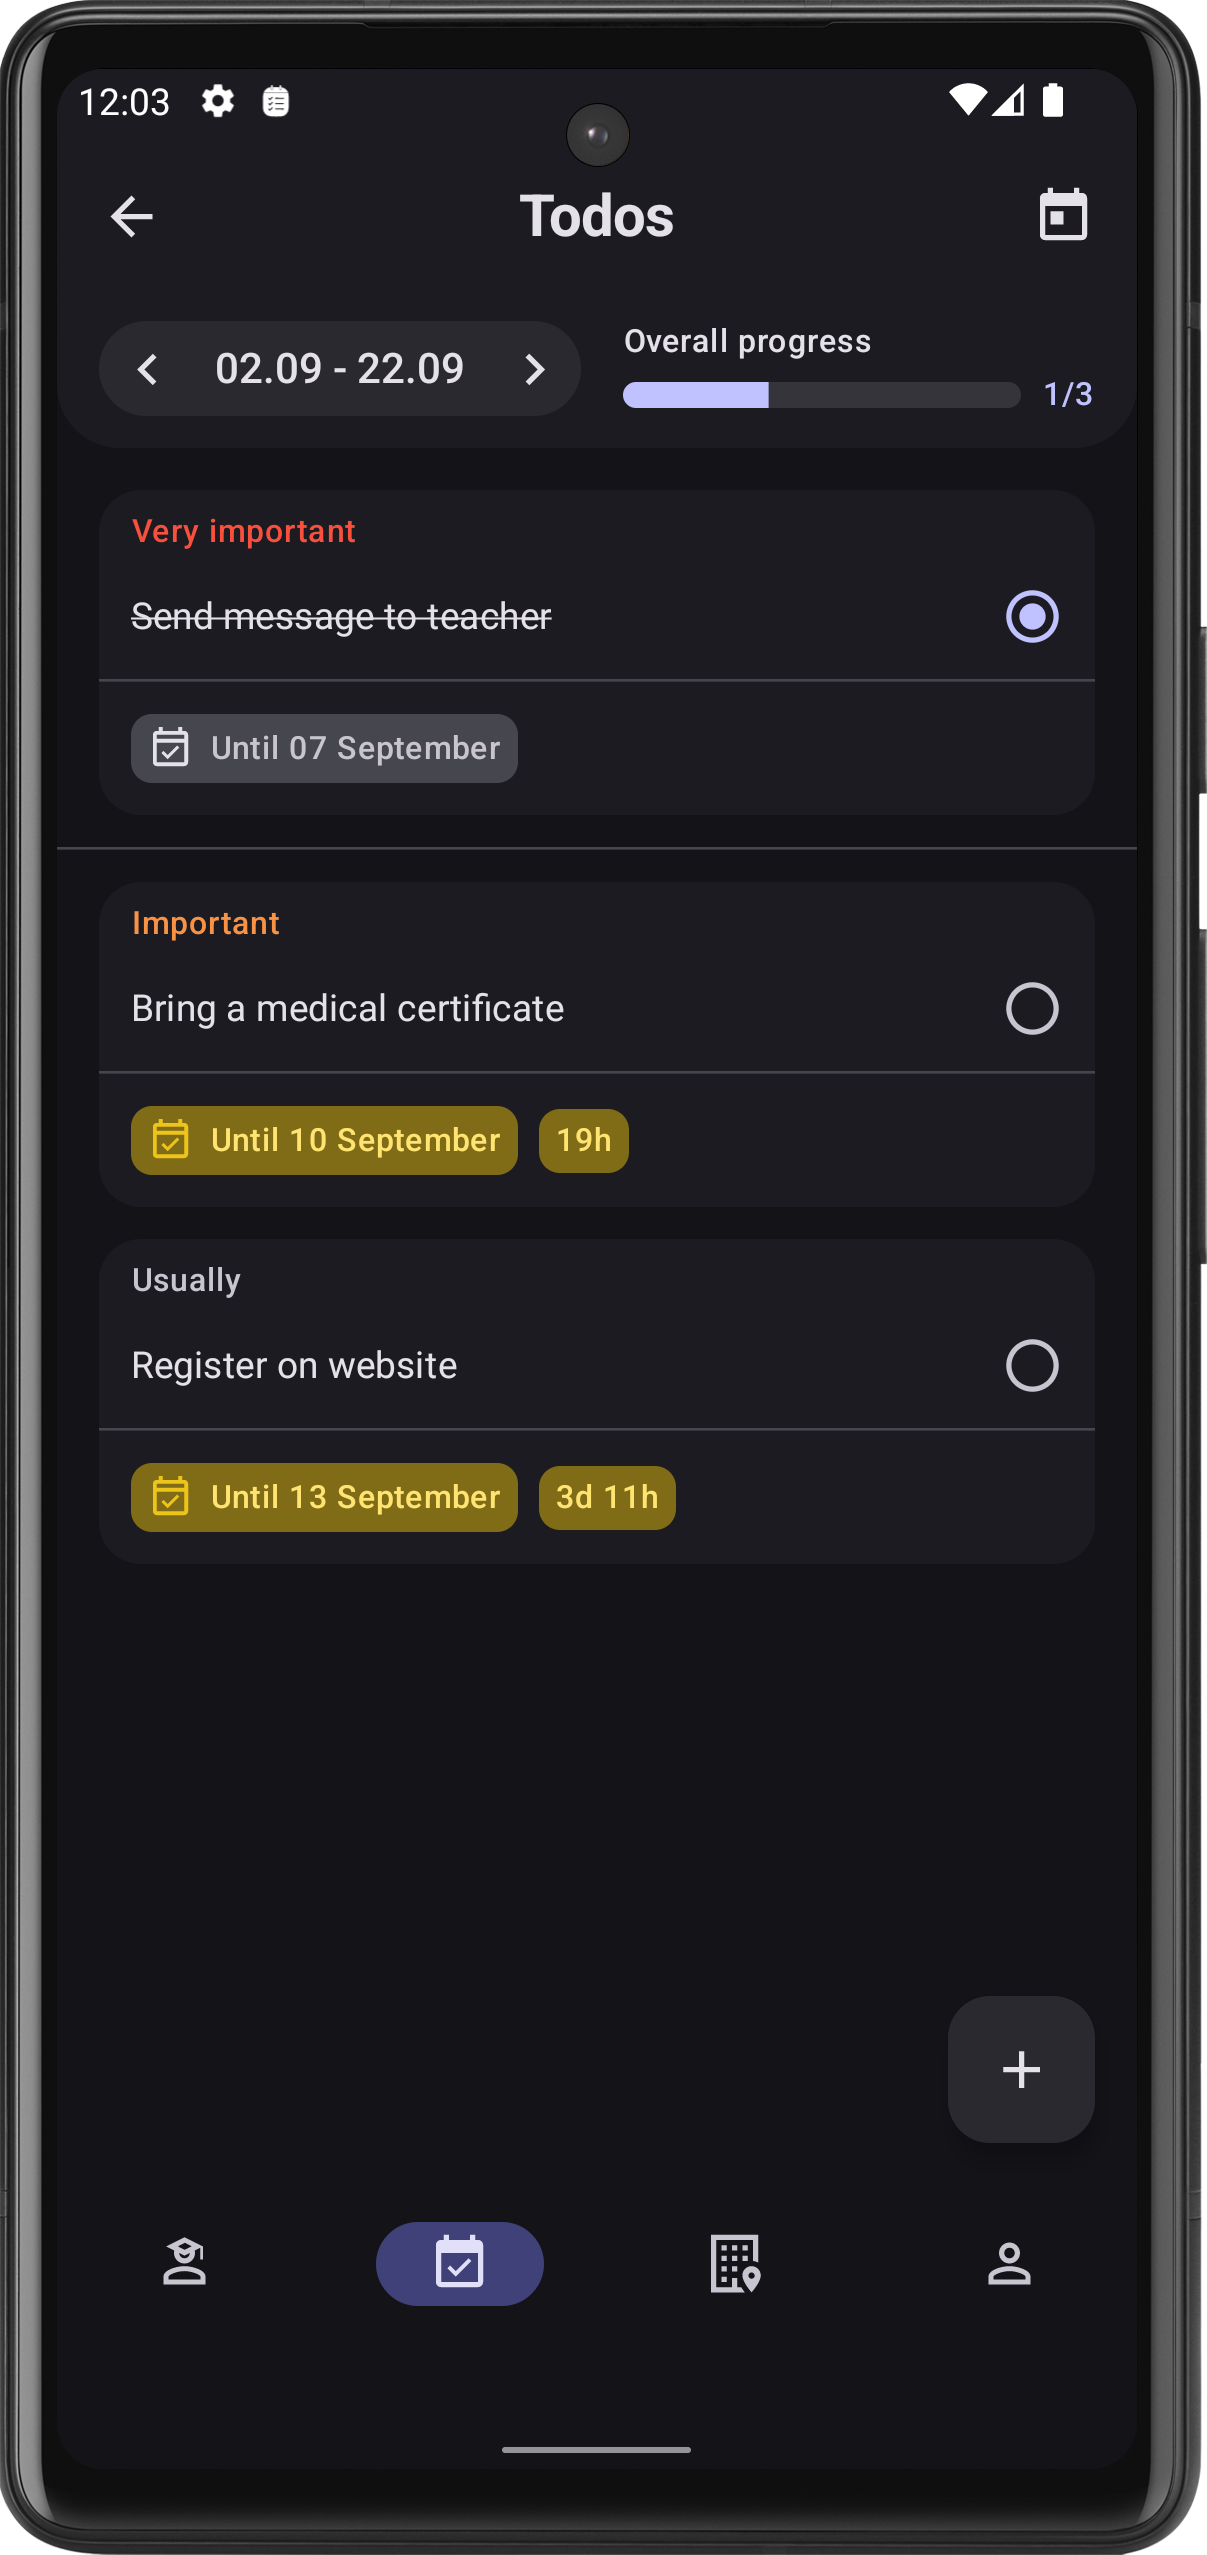 12:03
Todos
02.09 - 22.09
Overall progress
1/3
Very important
Send message to teacher
Until 07 September
Important
Bring a medical certificate
Until 10 September 19h
Usually
Register on website
Until 13 September 3d 11h